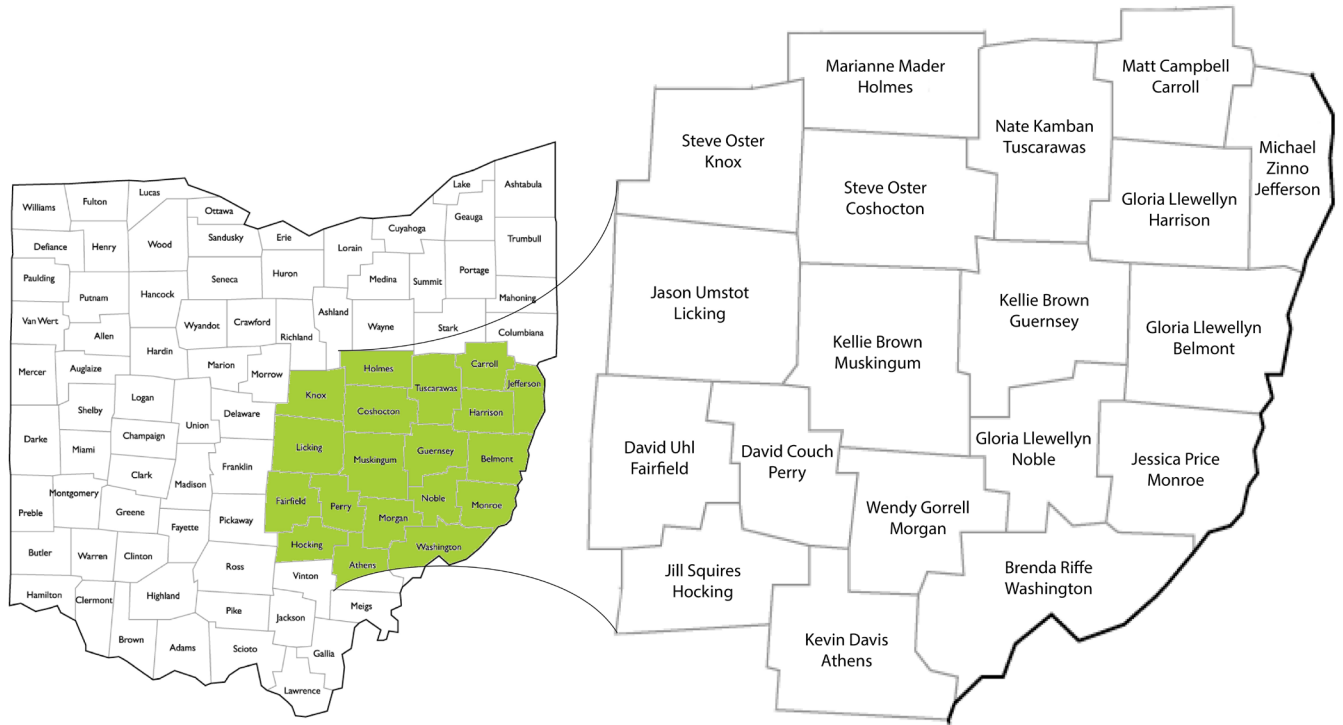 Williams
Fulton
Lucas
Ottawa
Lake
Ashtabula
Geauga
Cuyahoga
Defiance
Henry
Wood
Sandusky
Erie
Lorain
Trumbull
Paulding
Putnam
Hancock
Seneca
Huron
Medina
Summit
Portage
Mahoning
Van Wert
Allen
Wyandot
Crawford
Richland
Ashland
Wayne
Stark
Columbiana
Mercer
Auglaize
Hardin
Marion
Morrow
Holmes
Tuscarawas
Carroll
Jefferson
Knox
Coshocton
Harrison
Shelby
Logan
Union
Delaware
Darke
Miami
Champaign
Clark
Madison
Franklin
Licking
Muskingum
Guernsey
Belmont
Preble
Montgomery
Greene
Fayette
Pickaway
Fairfield
Perry
Morgan
Noble
Monroe
Butler
Warren
Clinton
Ross
Hocking
Athens
Washington
Vinton
Hamilton
Clermont
Highland
Pike
Jackson
Meigs
Brown
Adams
Scioto
Gallia
Lawrence
Marianne Mader
Holmes
Matt Campbell
Carroll
Steve Oster
Knox
Nate Kamban
Tuscarawas
Michael
Zinno
Jefferson
Steve Oster
Coshocton
Gloria Llewellyn
Harrison
Jason Umstot
Licking
Kellie Brown
Muskingum
Kellie Brown
Guernsey
Gloria Llewellyn
Belmont
David Uhl
Fairfield
David Couch
Perry
Gloria Llewellyn
Noble
Jessica Price
Monroe
Wendy Gorrell
Morgan
Jill Squires
Hocking
Brenda Riffe
Washington
Kevin Davis
Athens